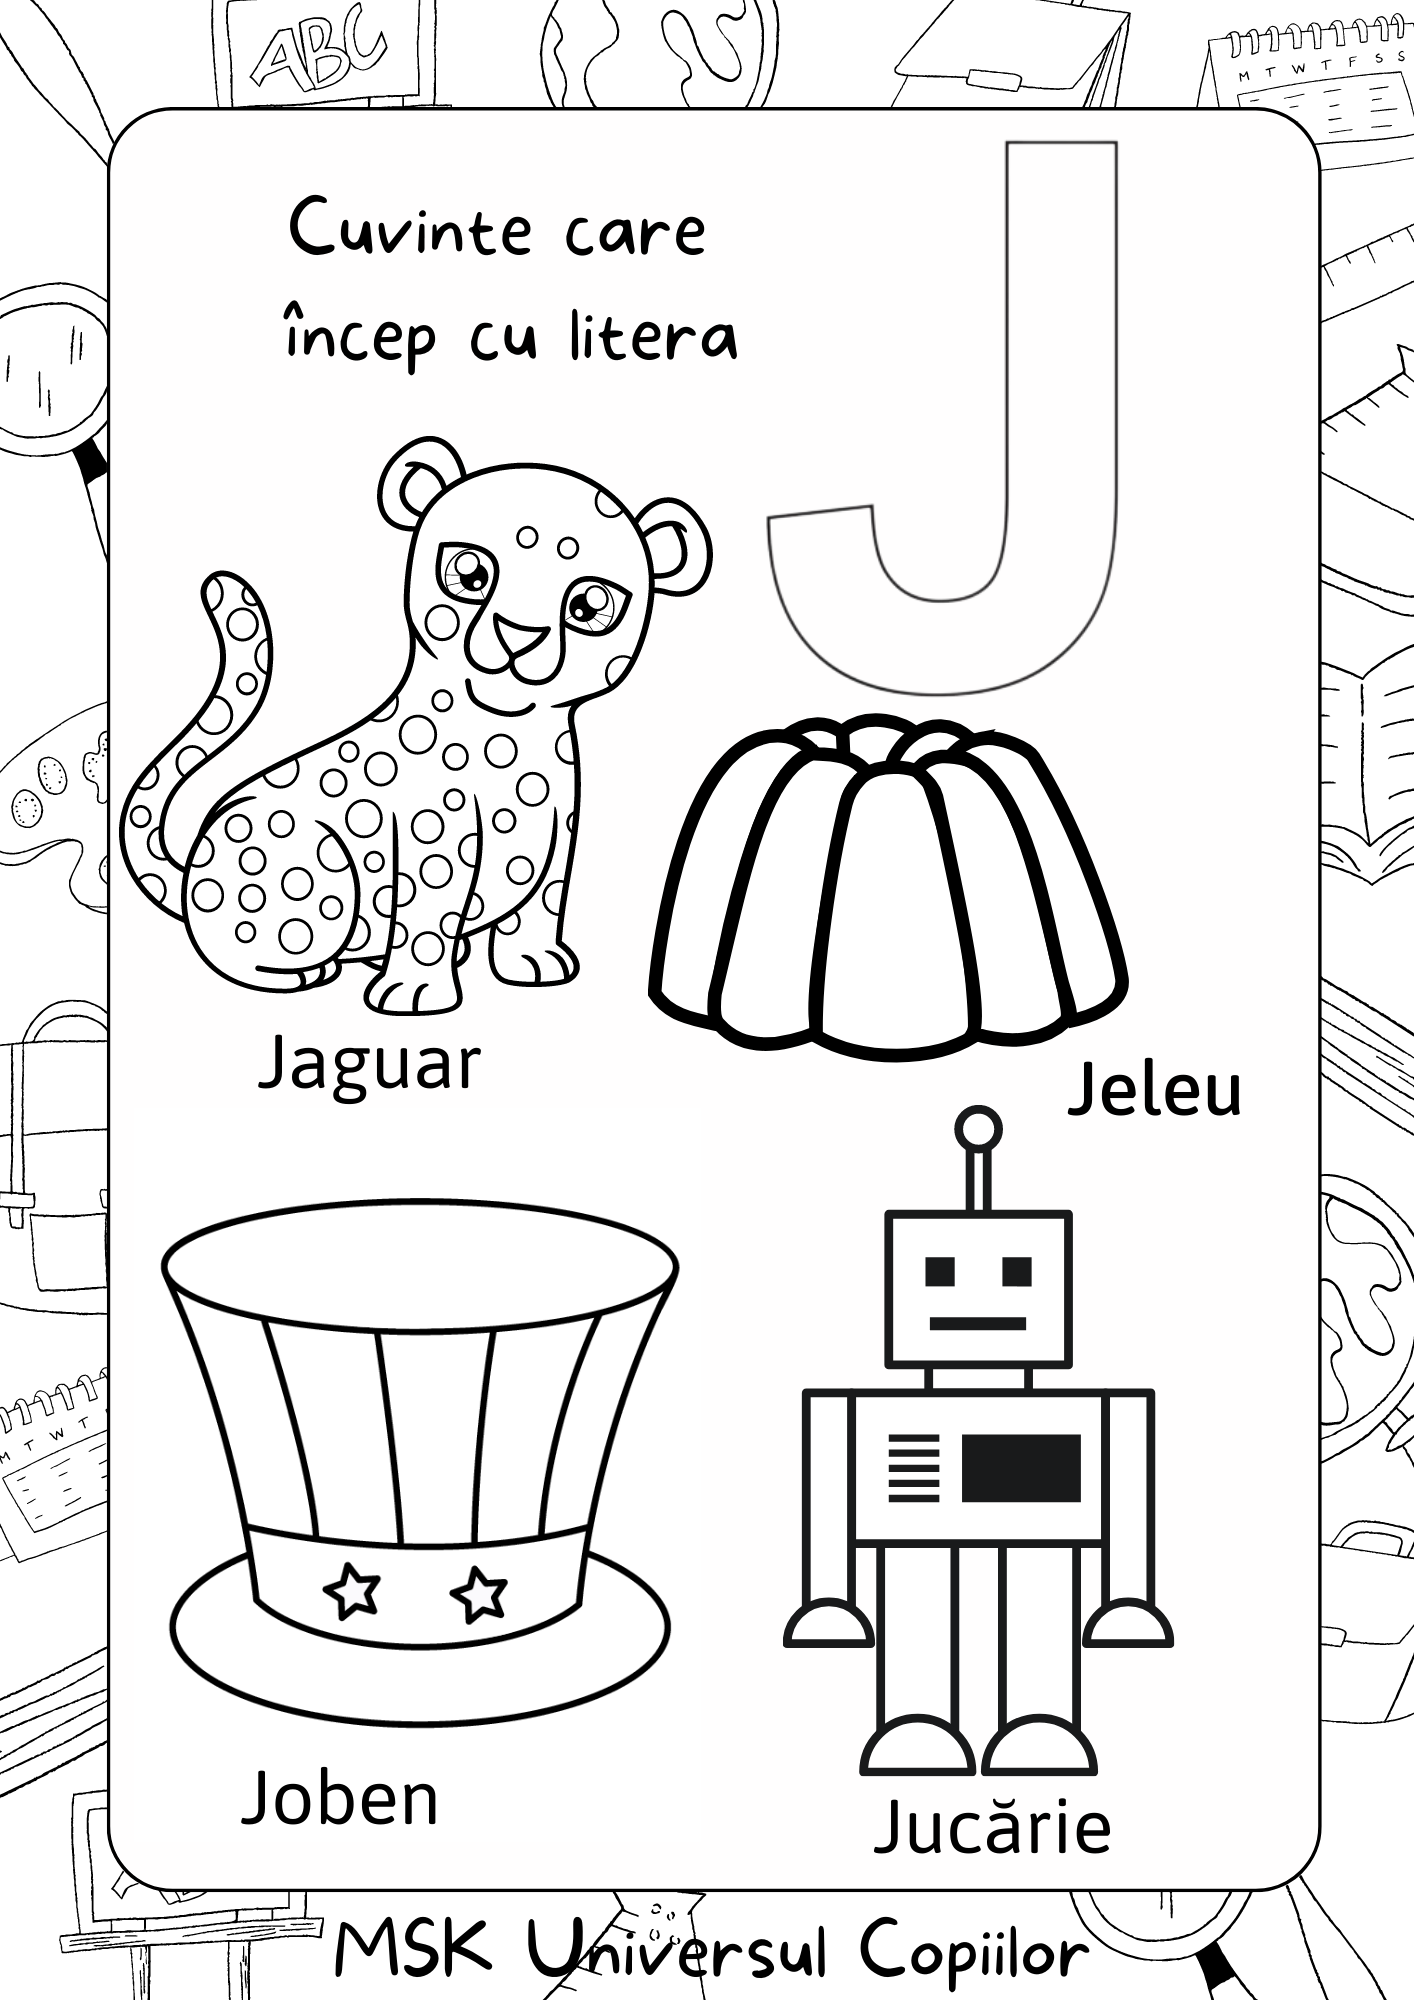 ABC
M T W T F S S
Cuvinte care
încep cu litera
J
Jaguar
Jeleu
M T W T
Joben
Jucărie
MSK Universul Copiilor